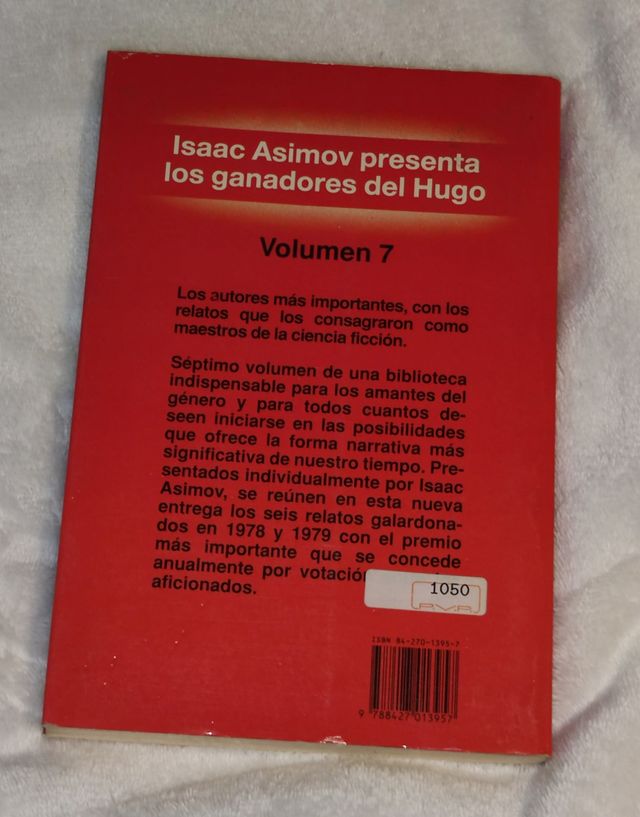 Isaac Asimov presenta
los ganadores del Hugo
Volumen 7
Los autores más importantes, con los
relatos que los consagraron como
maestros de la ciencia ficción.
Séptimo volumen de una biblioteca
indispensable para los amantes del
género y para todos cuantos de-
seen iniciarse en las posibilidades
que ofrece la forma narrativa más
significativa de nuestro tiempo. Pre-
sentados individualmente por Isaac
Asimov, se reúnen en esta nueva
entrega los seis relatos galardona-
dos en 1978 y 1979 con el premio
más importante que se concede
anualmente por votación
aficionados.
1050
P.V.P.
ISBN 84-270-1395-7
9 788427 013957